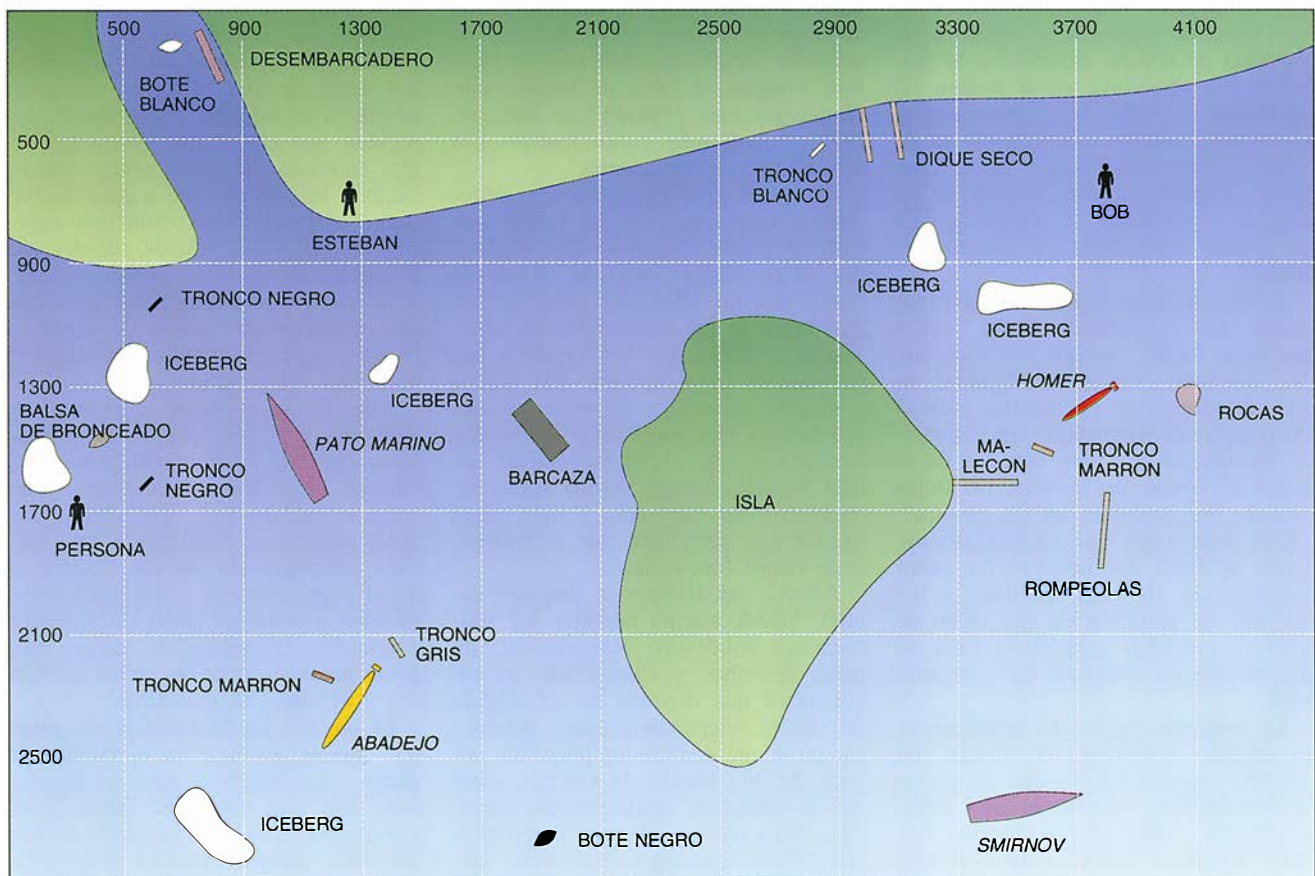 500 900 1300 1700 2100 2500 2900 3300 3700 4100
DESEMBARCADERO
BOTE
BLANCO
500
DIQUE SECO
TRONCO
BLANCO
BOB
ESTEBAN
900
ICEBERG
TRONCO NEGRO
ICEBERG
ICEBERG
1300
HOMER
ICEBERG
ROCAS
BALSA
DE BRONCEADO
PATO MARINO
MA-
LECON
TRONCO
MARRON
TRONCO
NEGRO
BARCAZA
ISLA
1700
PERSONA
ROMPEOLAS
2100
TRONCO
GRIS
TRONCO MARRON
ABADEJO
2500
ICEBERG
BOTE NEGRO
SMIRNOV